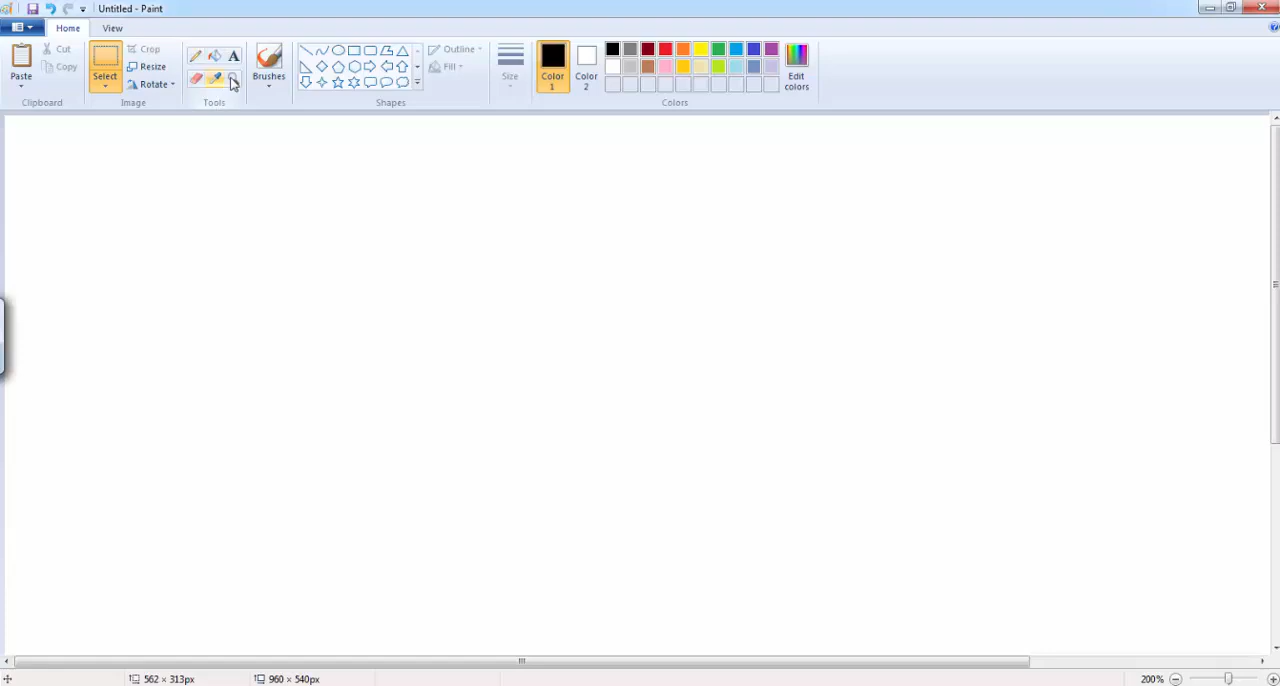 Untitled - Paint
Home View
Paste
Cut
Copy
Clipboard
Select
Crop
Resize
Rotate
Image
A
Tools
Brushes
Shapes
Outline
Fill
Size
Color 1
Color 2
Edit colors
Colors
562 × 313px
960 × 540px
200%